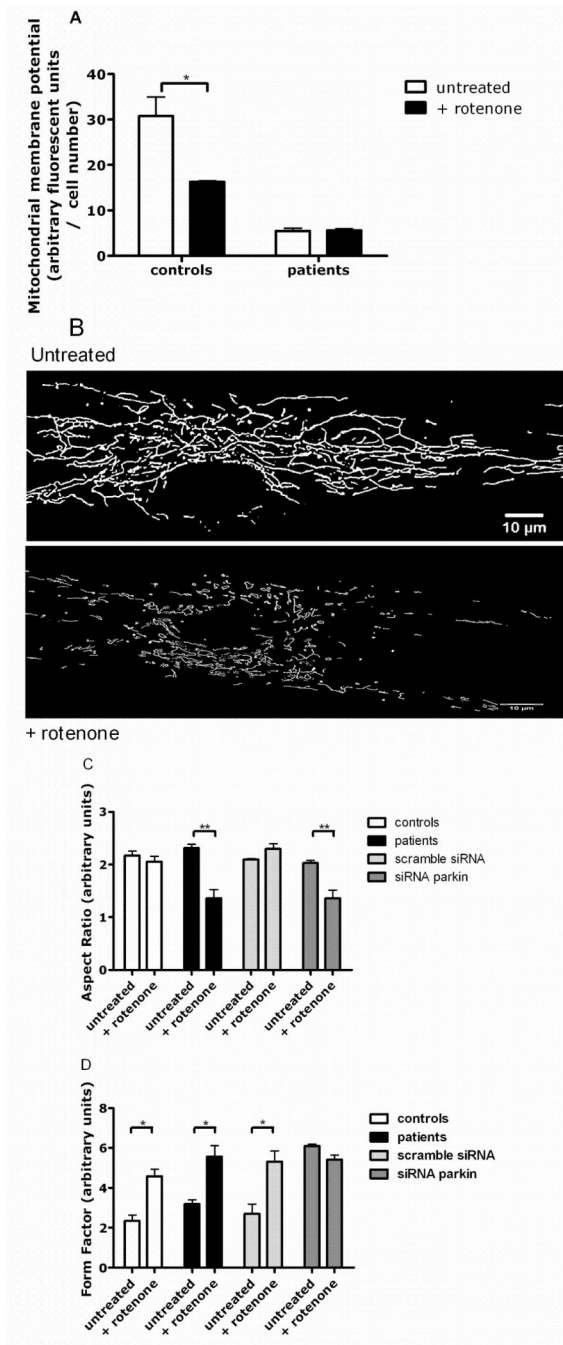 A
Mitochondrial membrane potential
(arbitrary fluorescent units
/ cell number)
40
30
20
10
0
*
controls
patients
untreated
+ rotenone
B
Untreated
10 µm
10 µm
+ rotenone
C
Aspect Ratio (arbitrary units)
3
2
1
0
**
**
untreated
+ rotenone
untreated
+ rotenone
untreated
+ rotenone
untreated
+ rotenone
controls
patients
scramble siRNA
siRNA parkin
D
Form Factor (arbitrary units)
8
6
4
2
0
*
*
*
untreated
+ rotenone
untreated
+ rotenone
untreated
+ rotenone
untreated
+ rotenone
controls
patients
scramble siRNA
siRNA parkin